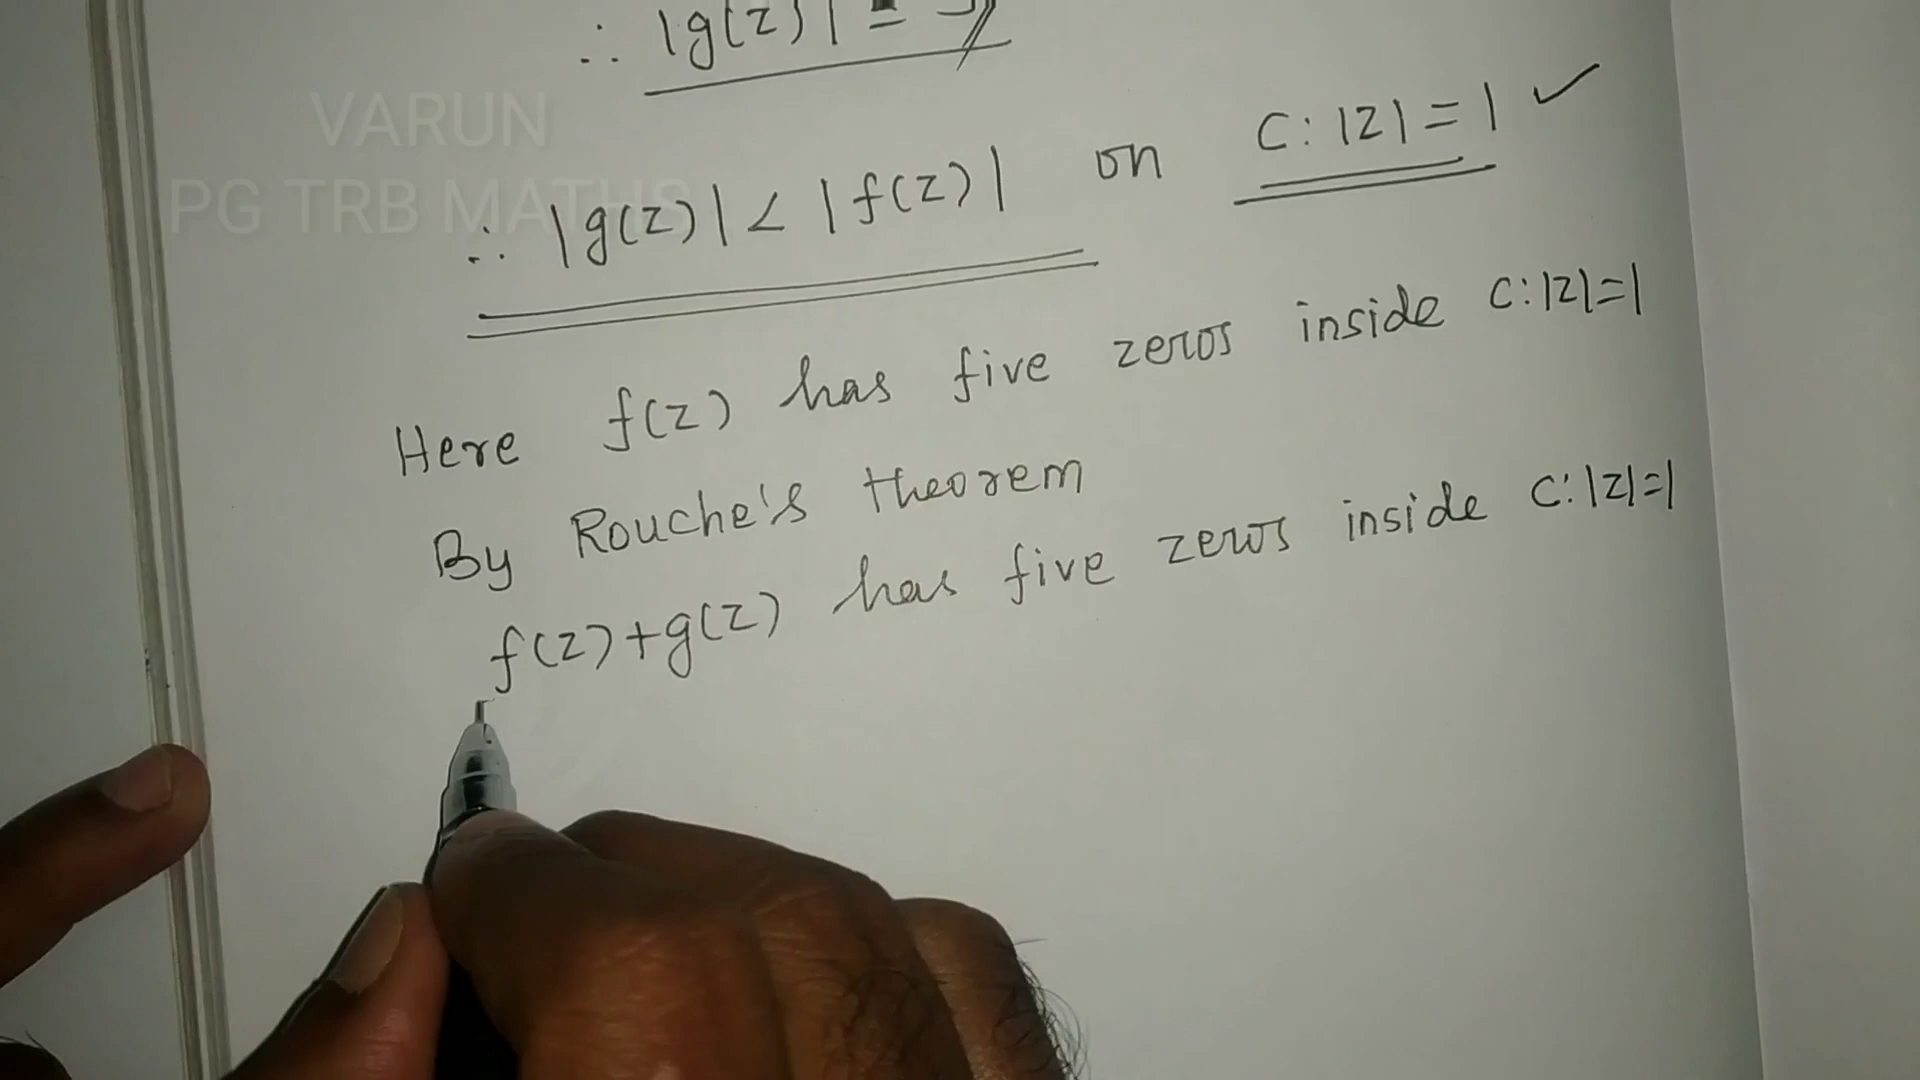 ∴ |g(z)| =
VARUN
PG TRB MATHS
∴ |g(z)| < |f(z)| on C: |z| = 1 ✓
Here f(z) has five zeros inside C: |z|=1
By Rouche's theorem
f(z)+g(z) has five zeros inside C: |z|=1